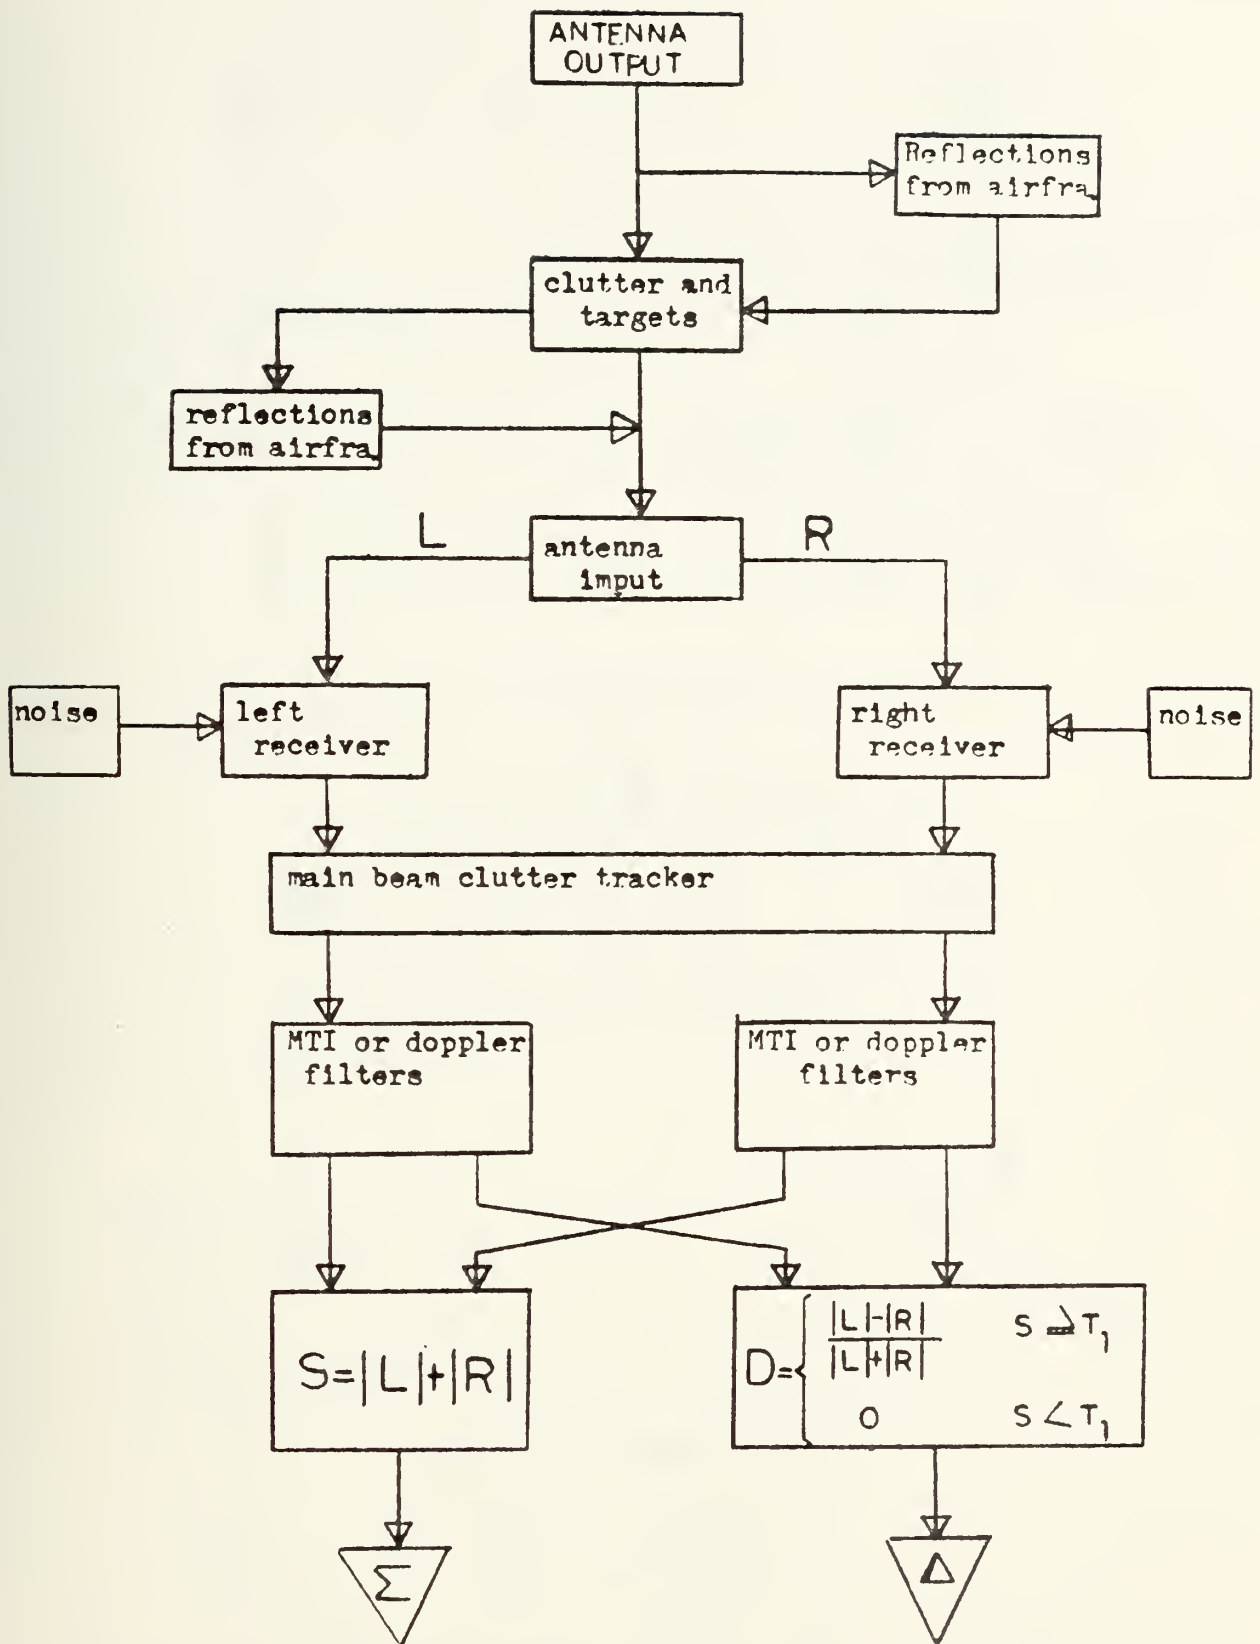 ANTENNA
OUTPUT
Reflections
from airfra
clutter and
targets
reflections
from airfra
L
R
antenna
imput
noise
left
receiver
right
receiver
noise
main beam clutter tracker
MTI or doppler
filters
MTI or doppler
filters
S=|L|+|R|
D={
|L|-|R|
|L|+|R|
S ≥ T1
0
S < T1
Σ
Δ